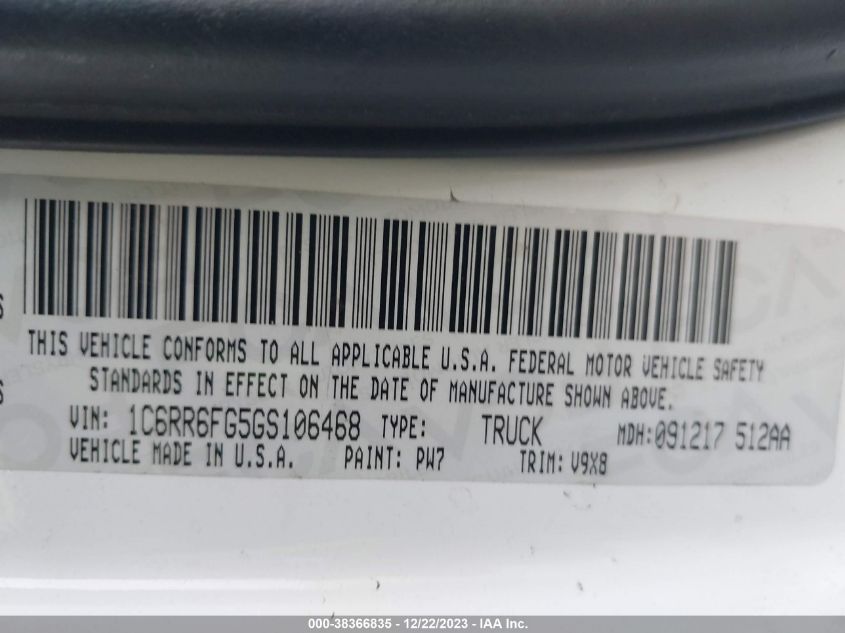 THIS VEHICLE CONFORMS TO ALL APPLICABLE U.S.A. FEDERAL MOTOR VEHICLE SAFETY
STANDARDS IN EFFECT ON THE DATE OF MANUFACTURE SHOWN ABOVE.
VIN: 1C6RR6FG5GS106468 TYPE: TRUCK MDH:091217 512AA
VEHICLE MADE IN U.S.A. PAINT: PW7 TRIM: V9X8
000-38366835 - 12/22/2023 - IAA Inc.